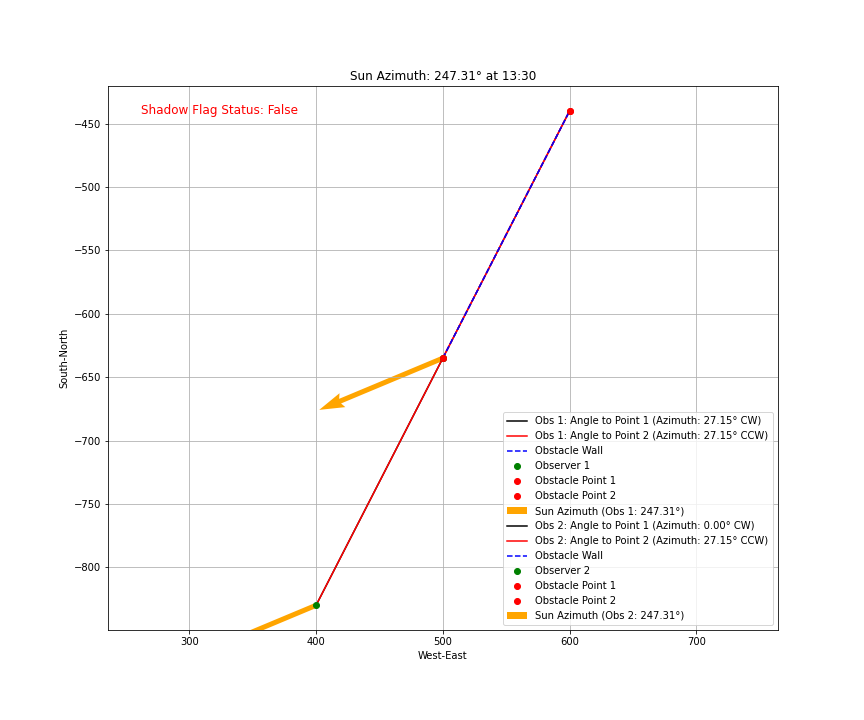 Sun Azimuth: 247.31° at 13:30
Shadow Flag Status: False
−450
−500
−550
−600
−650
−700
−750
−800
South-North
Obs 1: Angle to Point 1 (Azimuth: 27.15° CW)
Obs 1: Angle to Point 2 (Azimuth: 27.15° CCW)
Obstacle Wall
Observer 1
Obstacle Point 1
Obstacle Point 2
Sun Azimuth (Obs 1: 247.31°)
Obs 2: Angle to Point 1 (Azimuth: 0.00° CW)
Obs 2: Angle to Point 2 (Azimuth: 27.15° CCW)
Obstacle Wall
Observer 2
Obstacle Point 1
Obstacle Point 2
Sun Azimuth (Obs 2: 247.31°)
300 400 500 600 700
West-East